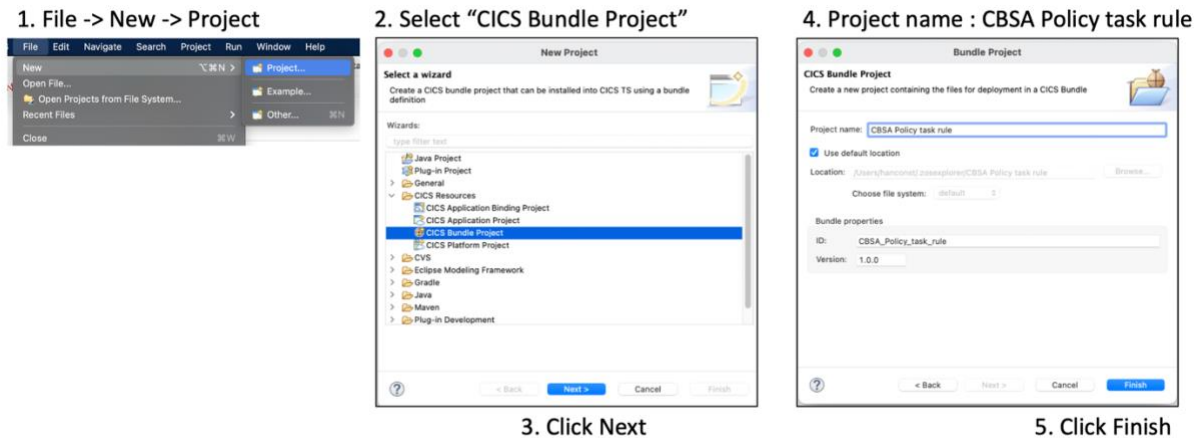 1. File -> New -> Project
File Edit Navigate Search Project Run Window Help
New ⌥⌘N >
Open File...
Open Projects from File System...
Recent Files >
Close ⌘W
Project...
Example...
Other... ⌘N
2. Select “CICS Bundle Project”
New Project
Select a wizard
Create a CICS bundle project that can be installed into CICS TS using a bundle
definition
Wizards:
type filter text
Java Project
Plug-in Project
> General
CICS Resources
CICS Application Binding Project
CICS Application Project
CICS Bundle Project
CICS Platform Project
> CVS
> Eclipse Modeling Framework
> Gradle
> Java
> Maven
> Plug-in Development
? < Back Next > Cancel Finish
3. Click Next
4. Project name : CBSA Policy task rule
Bundle Project
CICS Bundle Project
Create a new project containing the files for deployment in a CICS Bundle
Project name: CBSA Policy task rule
Use default location
Location: /Users/hanconst/.zosexplorer/CBSA Policy task rule Browse...
Choose file system: default
Bundle properties
ID: CBSA_Policy_task_rule
Version: 1.0.0
? < Back Next > Cancel Finish
5. Click Finish